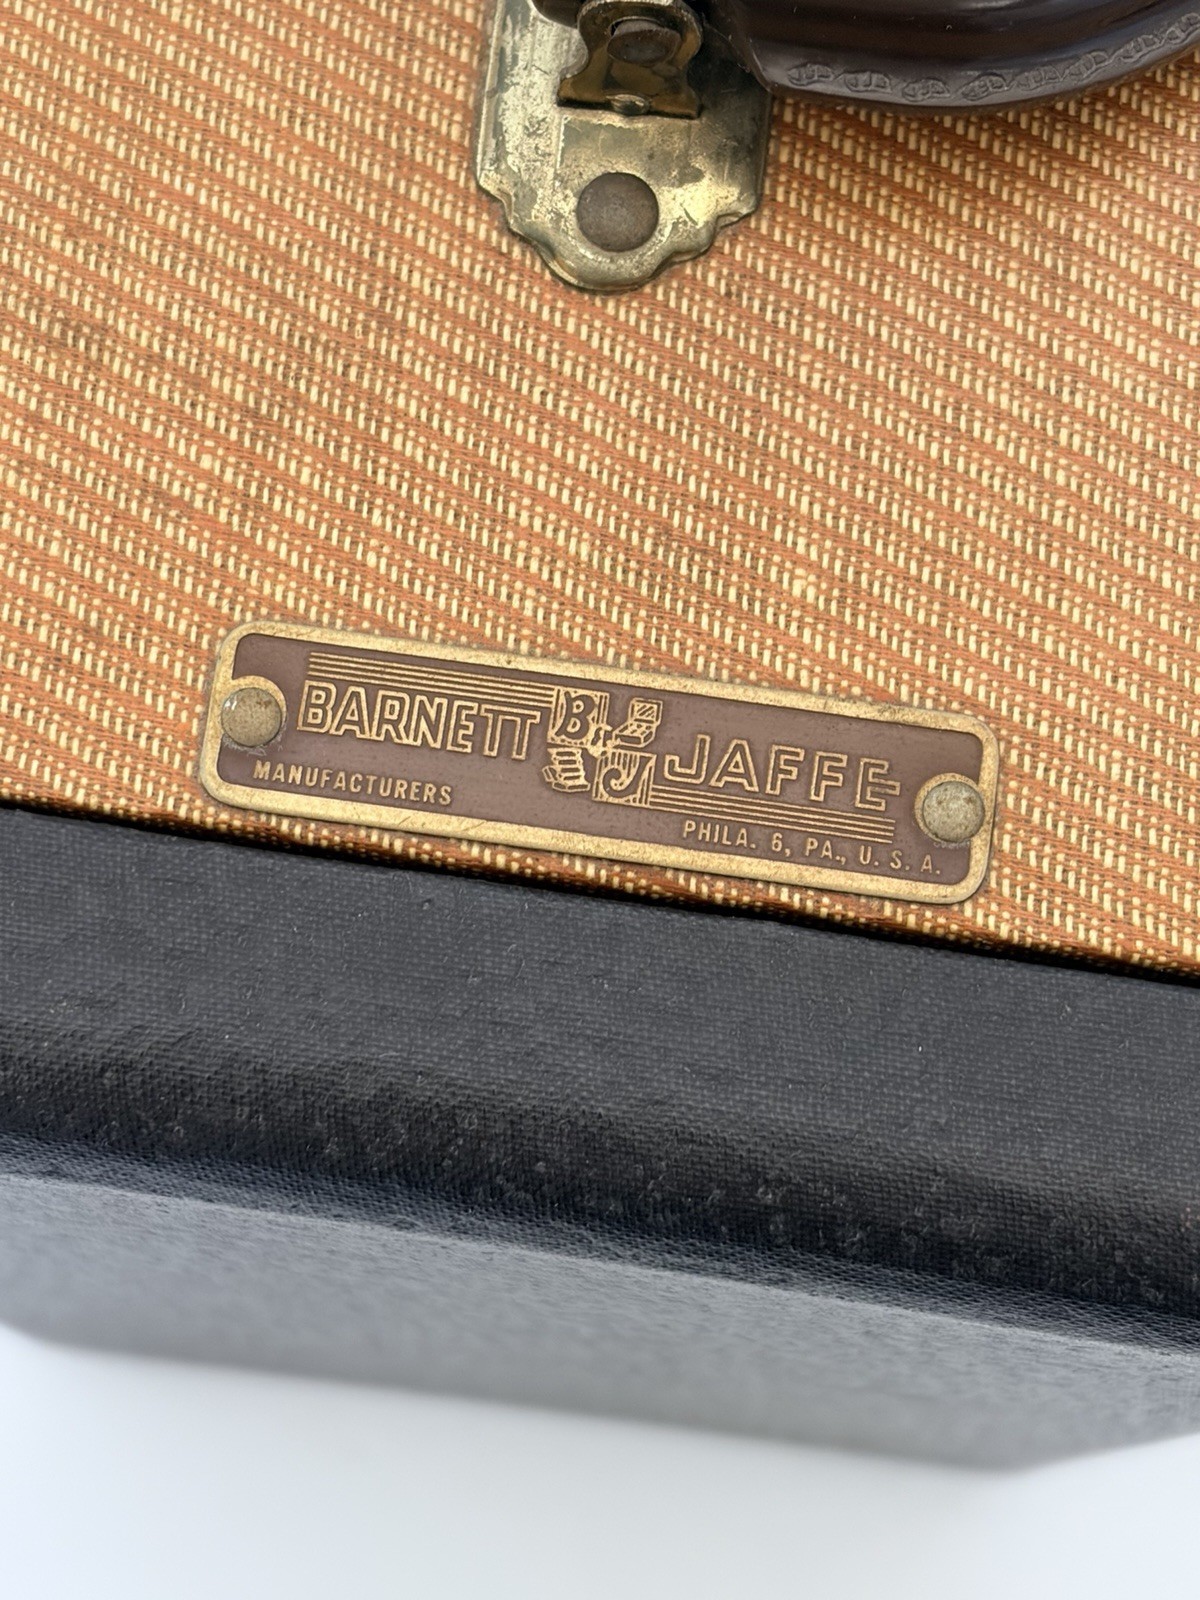 BARNETT B & J JAFFE
MANUFACTURERS
PHILA. 6, PA., U. S. A.